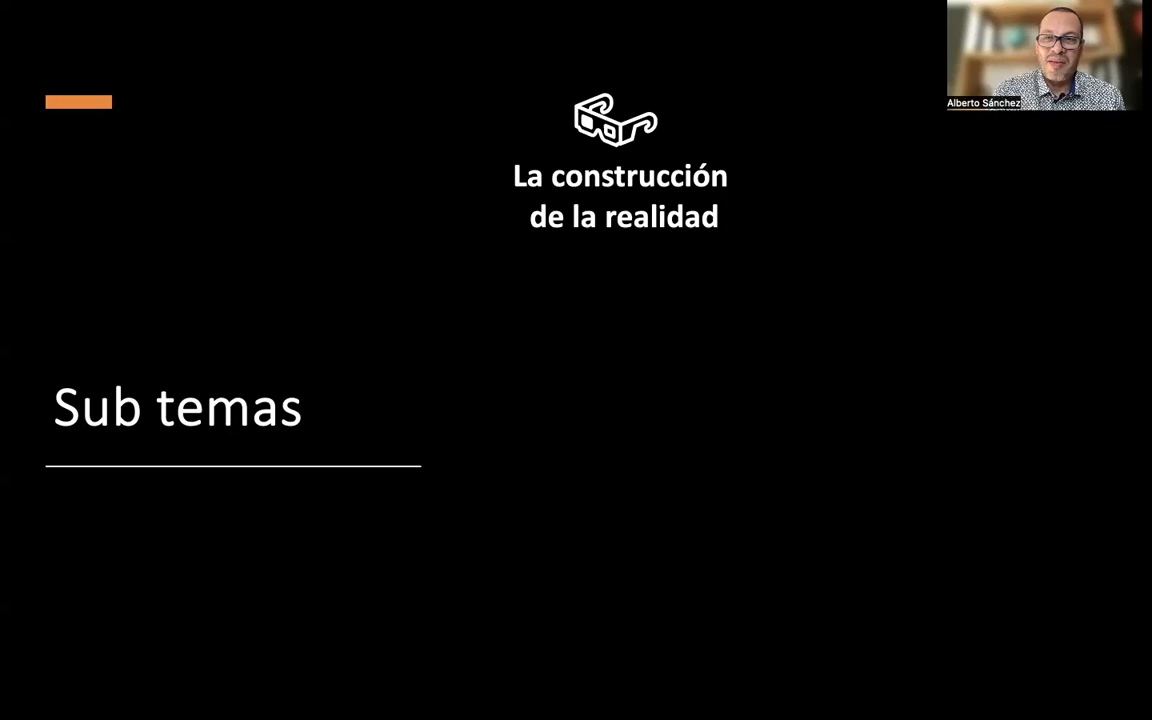 Alberto Sánchez
La construcción
de la realidad
Sub temas